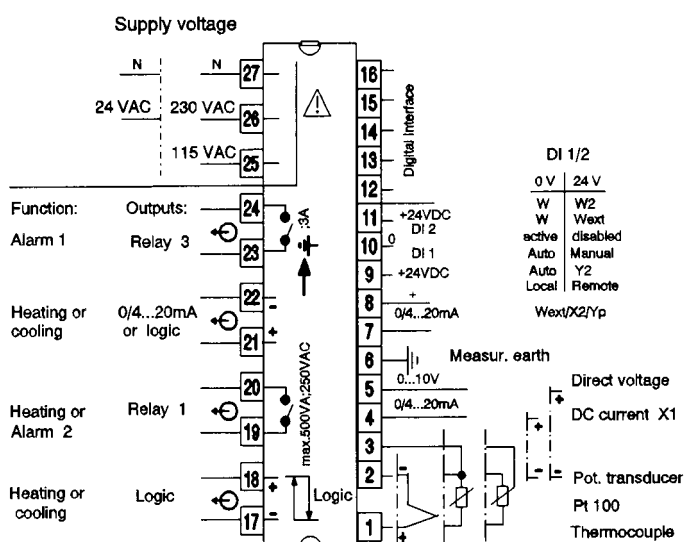 Supply voltage
N N 27
24 VAC 230 VAC 26
115 VAC 25
Function: Outputs: 24
Alarm 1 Relay 3 23
;3A
22 -
Heating or cooling 0/4...20mA or logic
21 +
20
Heating or Alarm 2 Relay 1
19
max.500VA;250VAC
18 +
Heating or cooling Logic Logic
17 -
16
15
14
13
12
Digital Interface
11 +24VDC
DI 2
10 0
DI 1
9 +24VDC
8 +
0/4...20mA
7
6 Measur. earth
0...10V
5
0/4...20mA
4
3
2 -
1 +
DI 1/2
0 V 24 V
W W2
W Wext
active disabled
Auto Manual
Auto Y2
Local Remote
Wext/X2/Yp
Direct voltage
+
DC current X1
+
- - Pot. transducer
Pt 100
Thermocouple